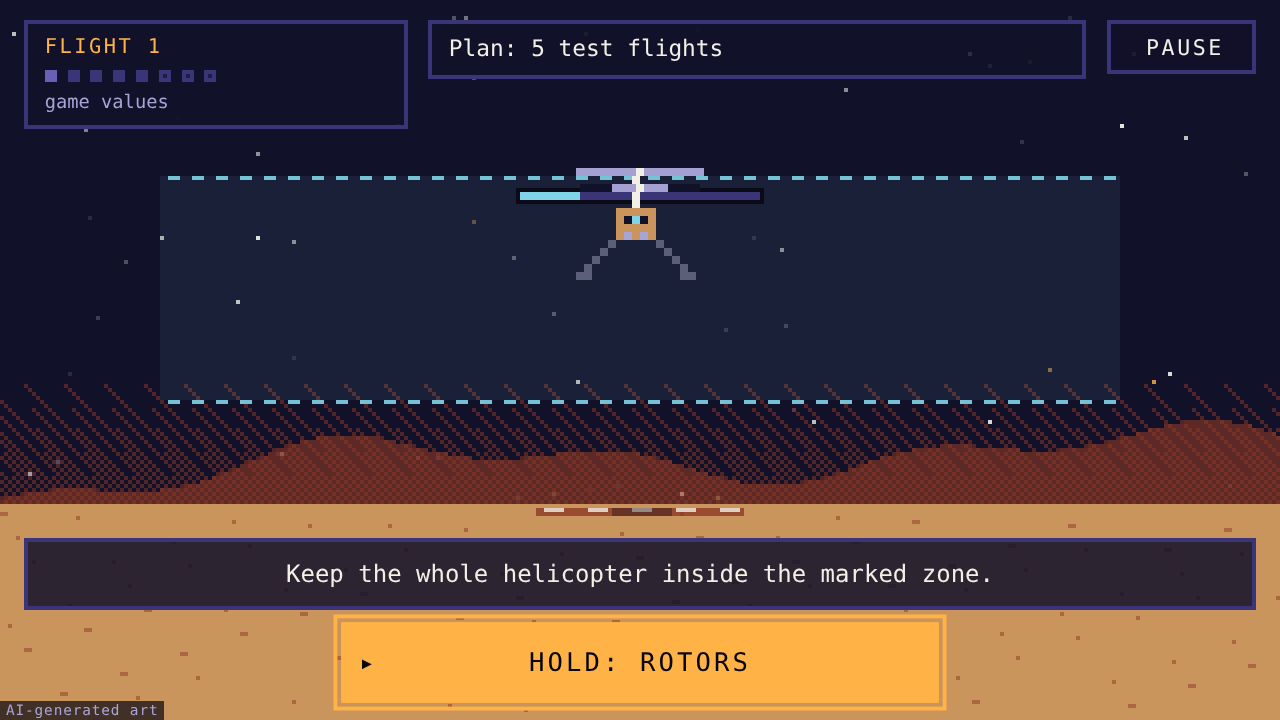 FLIGHT 1
game values
Plan: 5 test flights
PAUSE
Keep the whole helicopter inside the marked zone.
▶ HOLD: ROTORS
AI-generated art